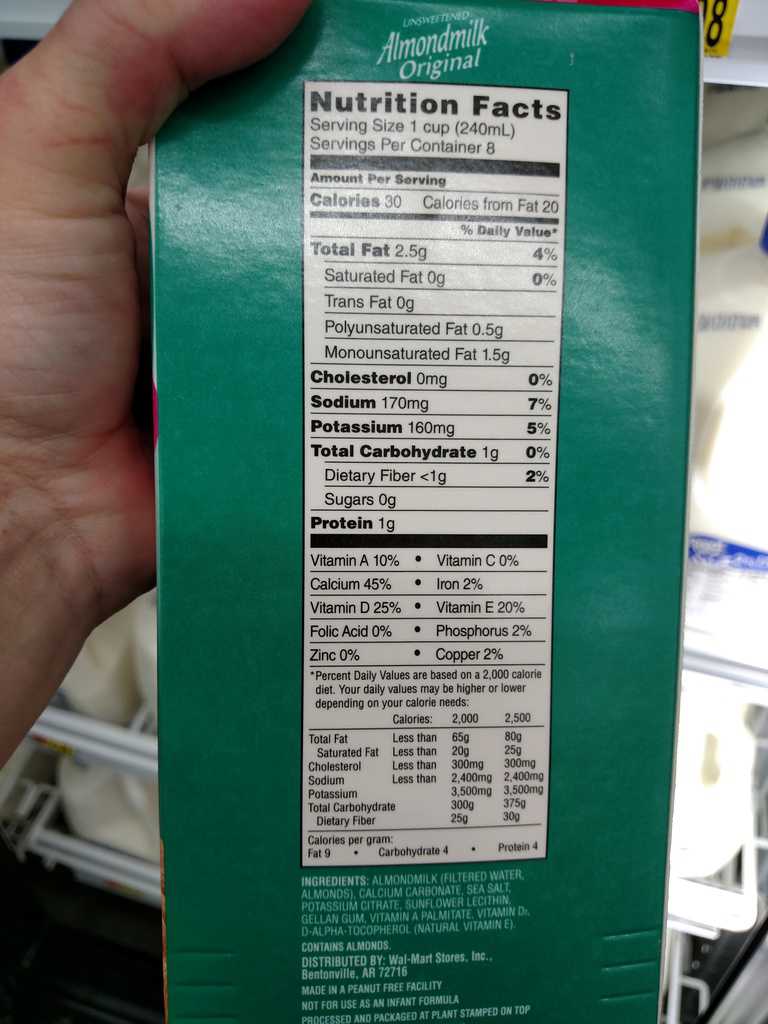 UNSWEETENED
Almondmilk
Original
Nutrition Facts
Serving Size 1 cup (240mL)
Servings Per Container 8
Amount Per Serving
Calories 30 Calories from Fat 20
% Daily Value*
Total Fat 2.5g 4%
Saturated Fat 0g 0%
Trans Fat 0g
Polyunsaturated Fat 0.5g
Monounsaturated Fat 1.5g
Cholesterol 0mg 0%
Sodium 170mg 7%
Potassium 160mg 5%
Total Carbohydrate 1g 0%
Dietary Fiber <1g 2%
Sugars 0g
Protein 1g
Vitamin A 10% • Vitamin C 0%
Calcium 45% • Iron 2%
Vitamin D 25% • Vitamin E 20%
Folic Acid 0% • Phosphorus 2%
Zinc 0% • Copper 2%
*Percent Daily Values are based on a 2,000 calorie
diet. Your daily values may be higher or lower
depending on your calorie needs:
Calories: 2,000 2,500
Total Fat Less than 65g 80g
Saturated Fat Less than 20g 25g
Cholesterol Less than 300mg 300mg
Sodium Less than 2,400mg 2,400mg
Potassium 3,500mg 3,500mg
Total Carbohydrate 300g 375g
Dietary Fiber 25g 30g
Calories per gram:
Fat 9 • Carbohydrate 4 • Protein 4
INGREDIENTS: ALMONDMILK (FILTERED WATER,
ALMONDS), CALCIUM CARBONATE, SEA SALT,
POTASSIUM CITRATE, SUNFLOWER LECITHIN,
GELLAN GUM, VITAMIN A PALMITATE, VITAMIN D2,
D-ALPHA-TOCOPHEROL (NATURAL VITAMIN E).
CONTAINS ALMONDS.
DISTRIBUTED BY: Wal-Mart Stores, Inc.,
Bentonville, AR 72716
MADE IN A PEANUT FREE FACILITY
NOT FOR USE AS AN INFANT FORMULA
PROCESSED AND PACKAGED AT PLANT STAMPED ON TOP